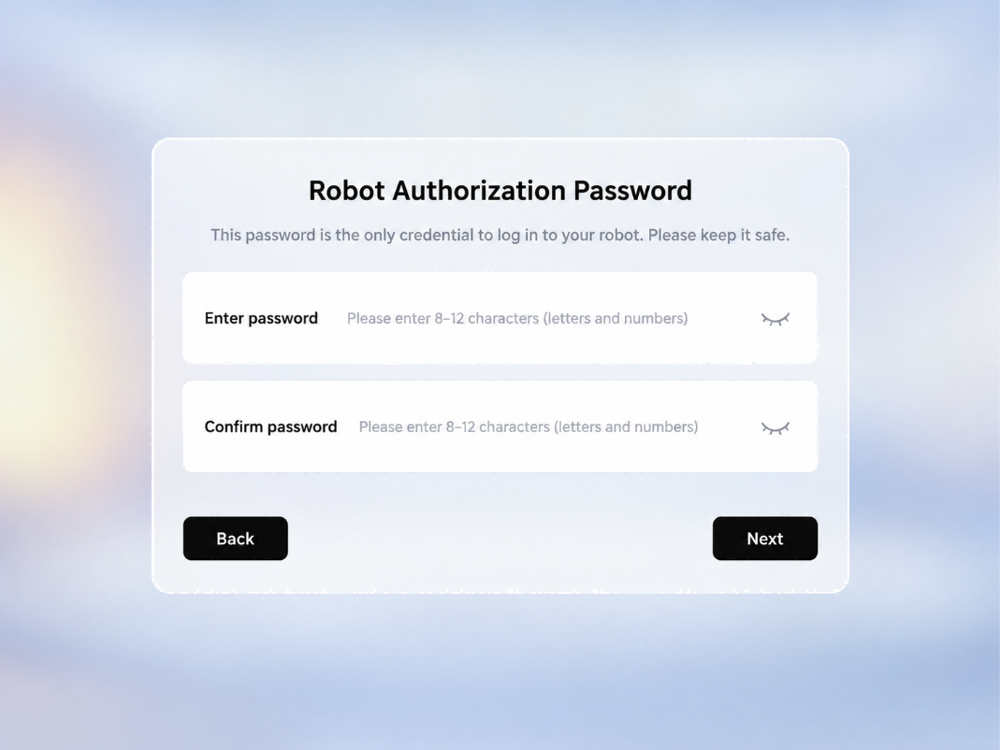 Robot Authorization Password
This password is the only credential to log in to your robot. Please keep it safe.
Enter password Please enter 8–12 characters (letters and numbers)
Confirm password Please enter 8–12 characters (letters and numbers)
Back Next